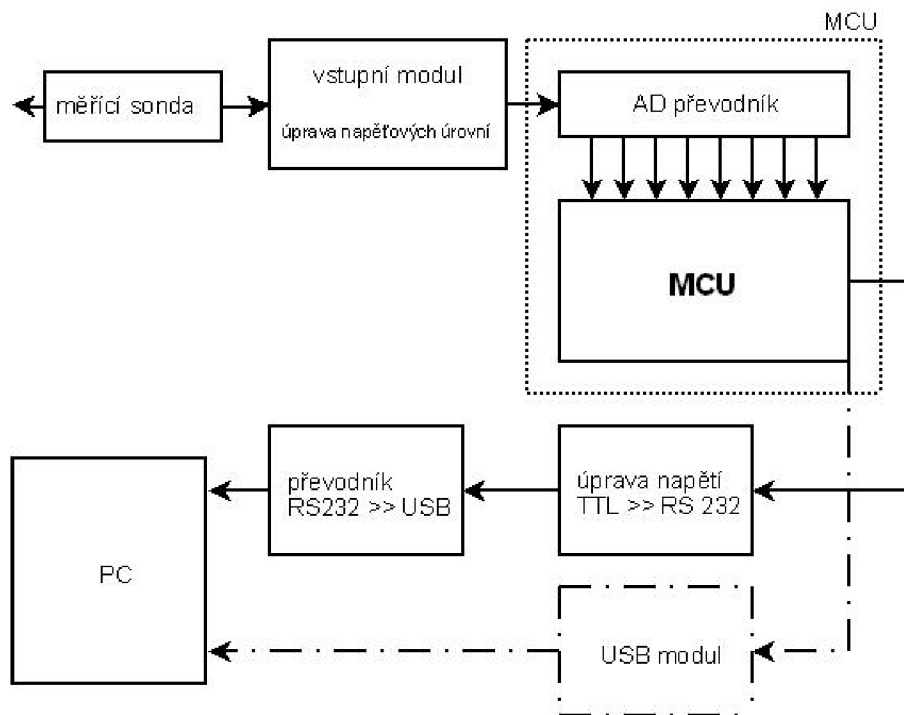 MCU
měřící sonda
vstupní modul
úprava napěťových úrovní
AD převodník
MCU
převodník
RS232 >> USB
úprava napětí
TTL >> RS 232
PC
USB modul